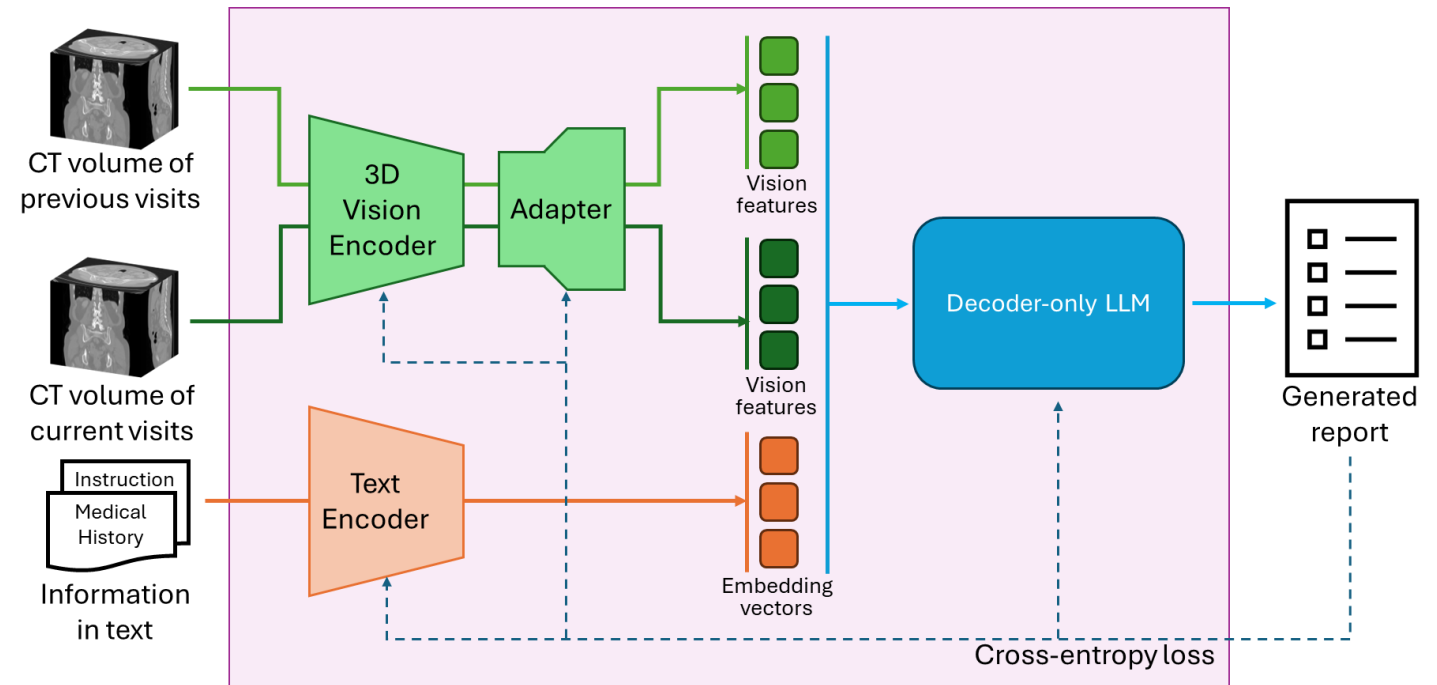 CT volume of
previous visits
CT volume of
current visits
Instruction
Medical
History
Information
in text
3D
Vision
Encoder
Adapter
Text
Encoder
Vision
features
Vision
features
Embedding
vectors
Decoder-only LLM
Cross-entropy loss
Generated
report